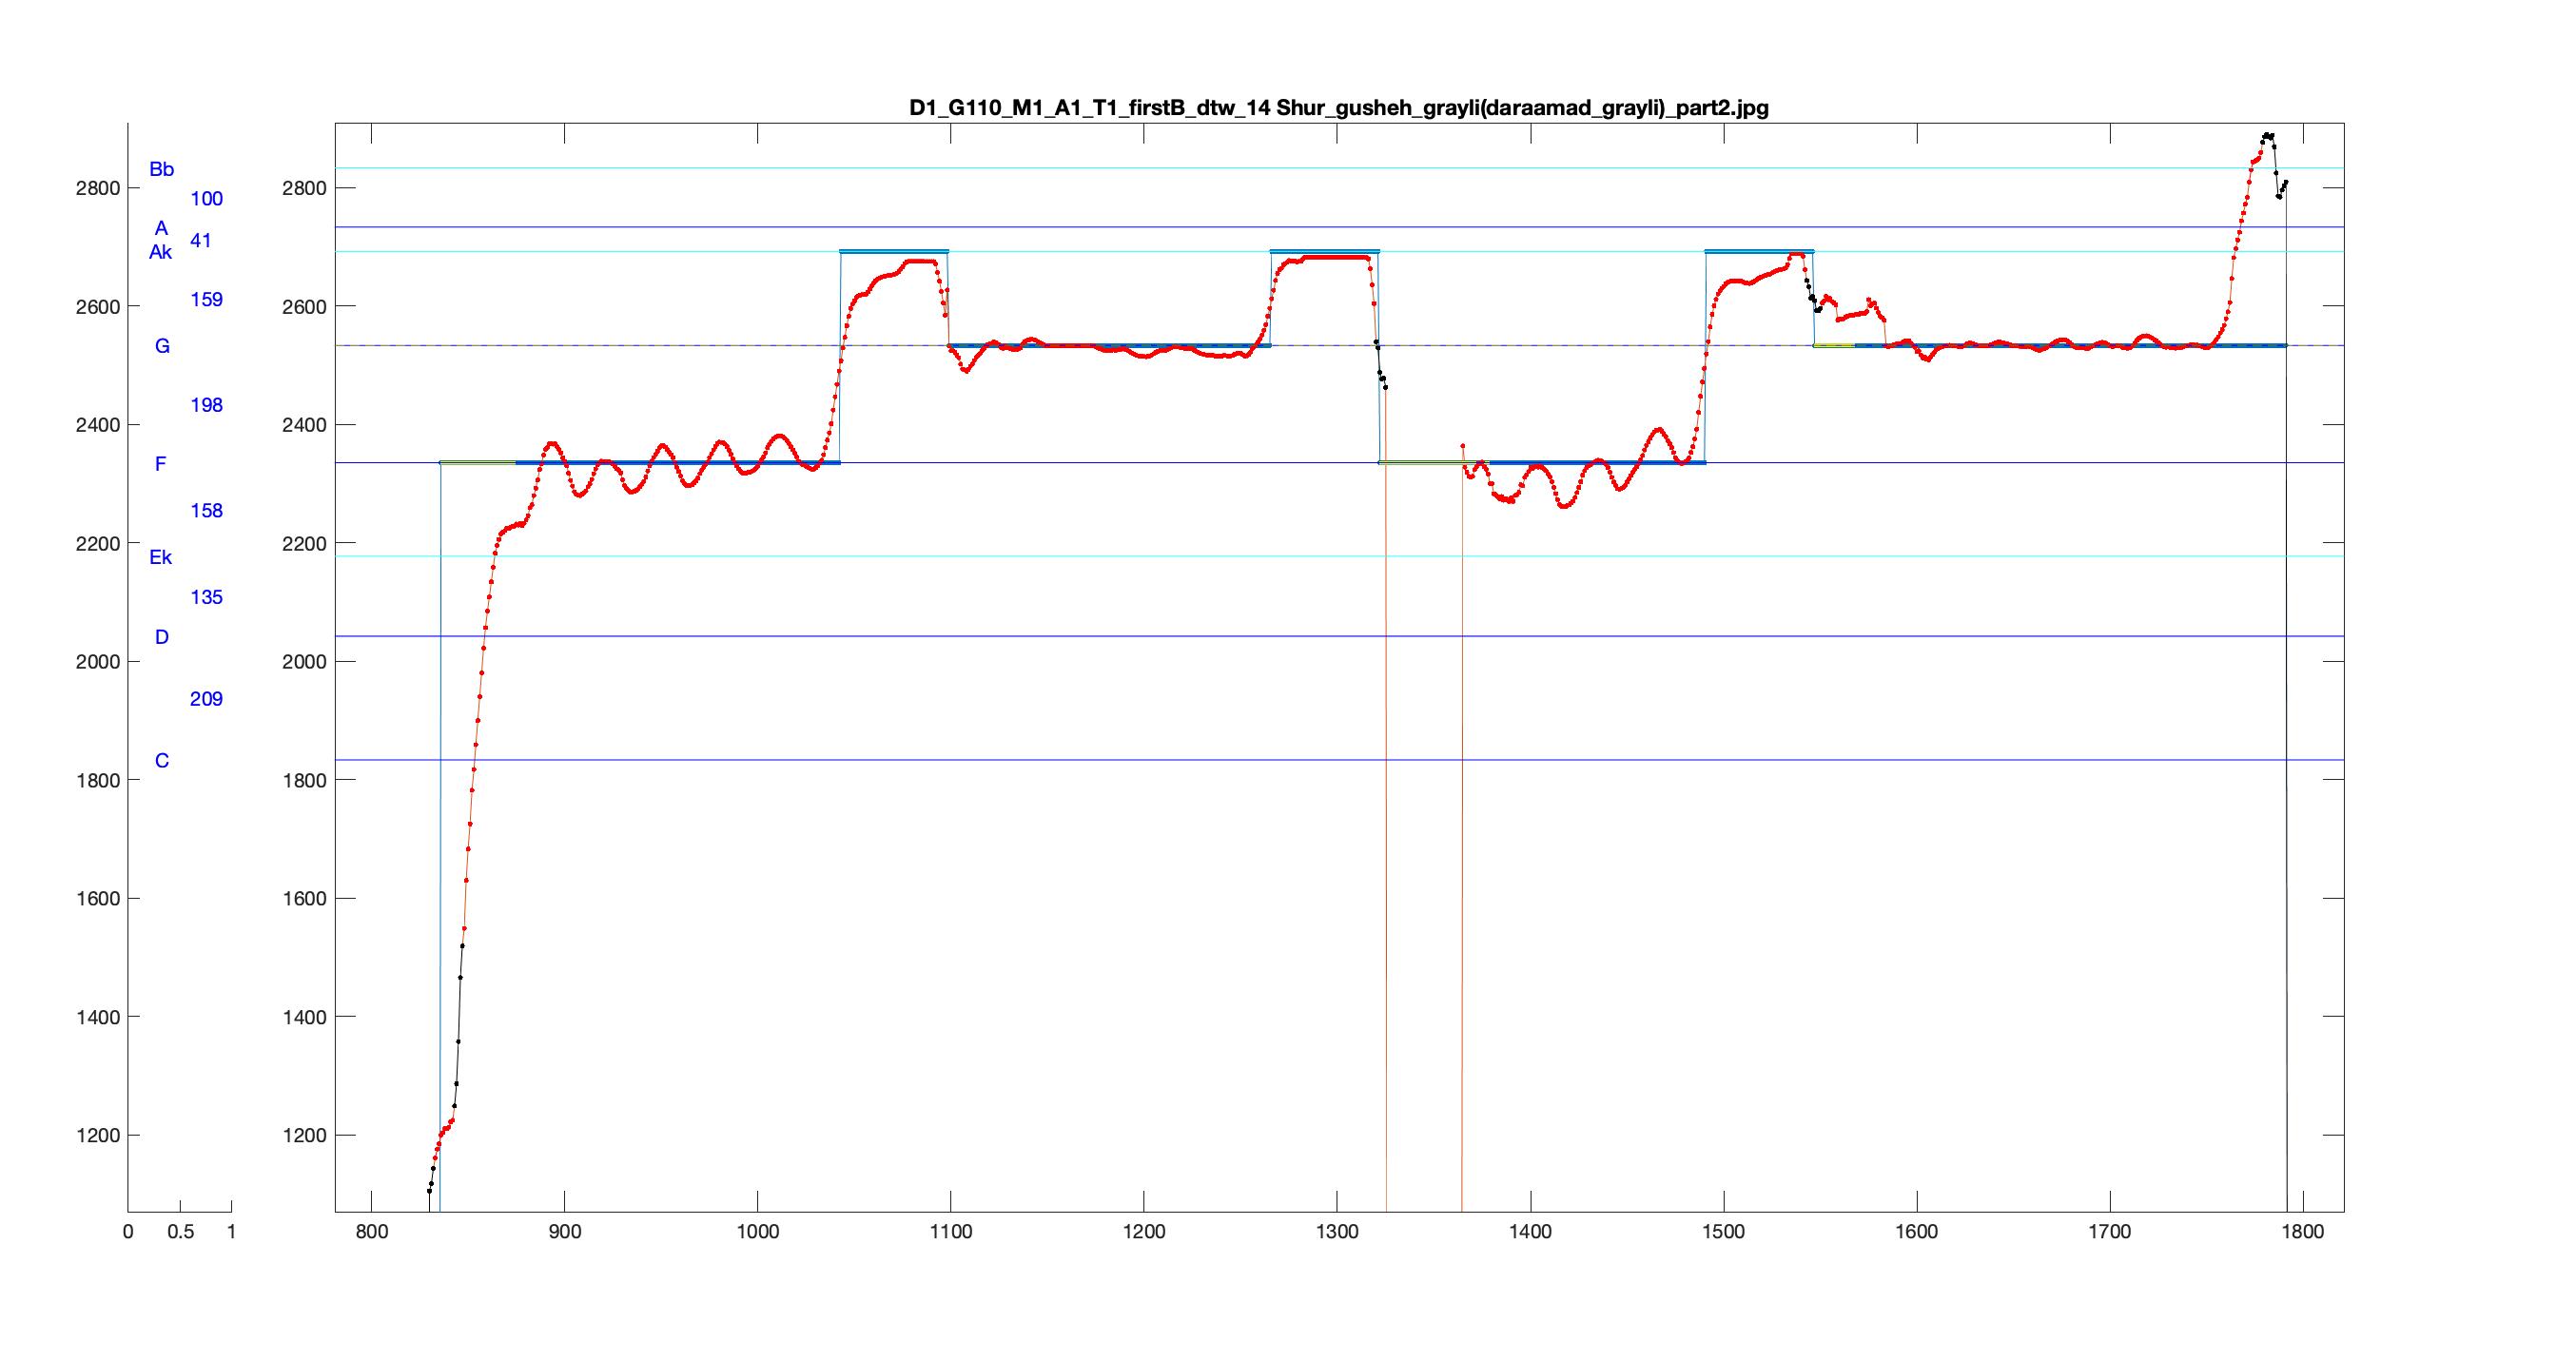 D1_G110_M1_A1_T1_firstB_dtw_14 Shur_gusheh_grayli(daraamad_grayli)_part2.jpg
Bb
2800 2800
100
A
41
Ak
2600 159 2600
G
2400 198 2400
F
158
2200 Ek 2200
135
D
2000 2000
209
C
1800 1800
1600 1600
1400 1400
1200 1200
0 0.5 1 800 900 1000 1100 1200 1300 1400 1500 1600 1700 1800